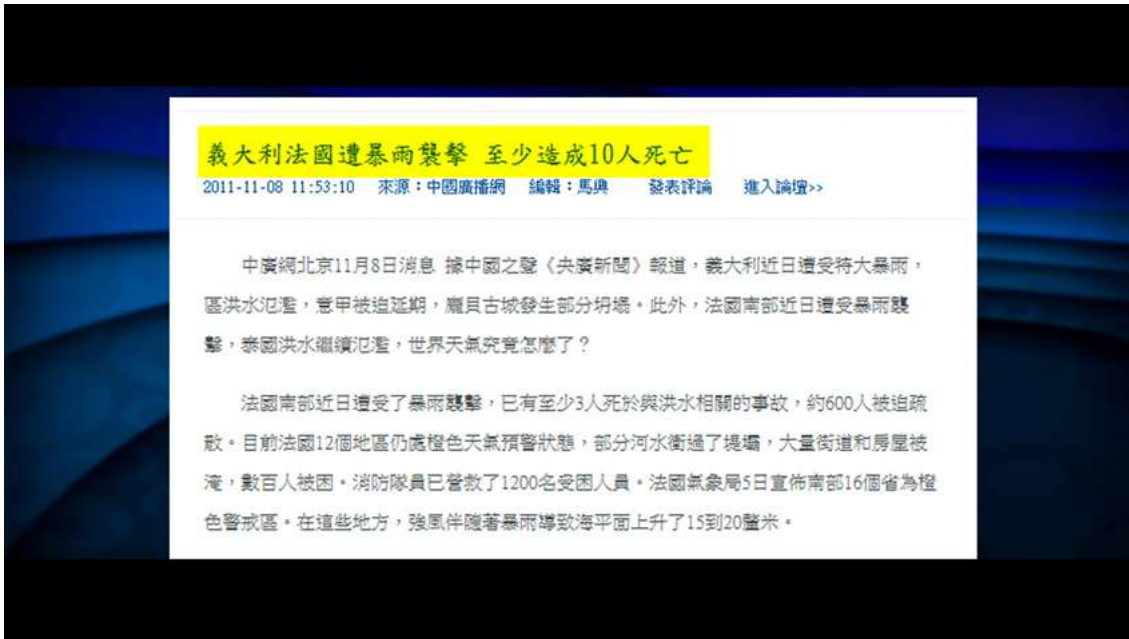 義大利法國遭暴雨襲擊 至少造成10人死亡
2011-11-08 11:53:10 來源：中國廣播網 編輯：馬興 發表評論 進入論壇>>
中廣網北京11月8日消息 據中國之聲《央廣新聞》報道，義大利近日遭受特大暴雨，
區洪水氾濫，意甲被迫延期，龐貝古城發生部分坍塌。此外，法國南部近日遭受暴雨襲
擊，泰國洪水繼續氾濫，世界天氣究竟怎麼了？
法國南部近日遭受了暴雨襲擊，已有至少3人死於與洪水相關的事故，約600人被迫疏
散。目前法國12個地區仍處橙色天氣預警狀態，部分河水衝過了堤壩，大量街道和房屋被
淹，數百人被困。消防隊員已營救了1200名受困人員。法國氣象局5日宣佈南部16個省為橙
色警戒區。在這些地方，強風伴隨著暴雨導致海平面上升了15到20釐米。